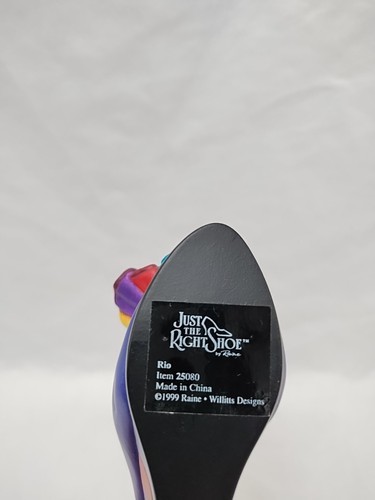 JUST
THE
RIGHT SHOE™
by Raine
Rio
Item 25080
Made in China
©1999 Raine • Willitts Designs